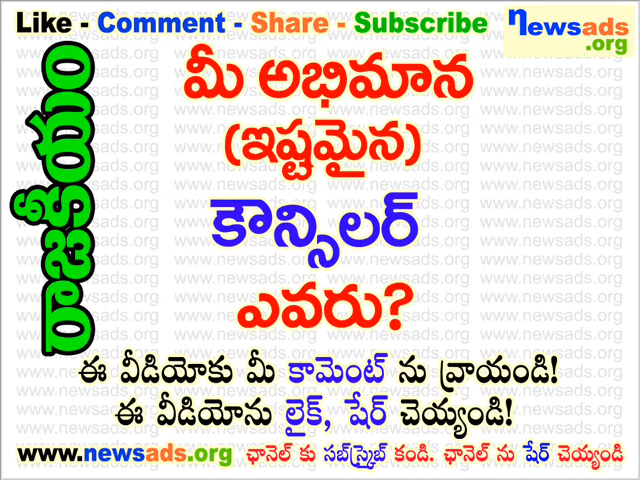 Like - Comment - Share - Subscribe
newsads
.org
రాజకీయం
మీ అభిమాన
(ఇష్టమైన)
కౌన్సిలర్
ఎవరు?
ఈ వీడియోకు మీ కామెంట్ ను వ్రాయండి!
ఈ వీడియోను లైక్, షేర్ చెయ్యండి!
www.newsads.org ఛానెల్ కు సబ్‌స్క్రైబ్ కండి. ఛానెల్ ను షేర్ చెయ్యండి